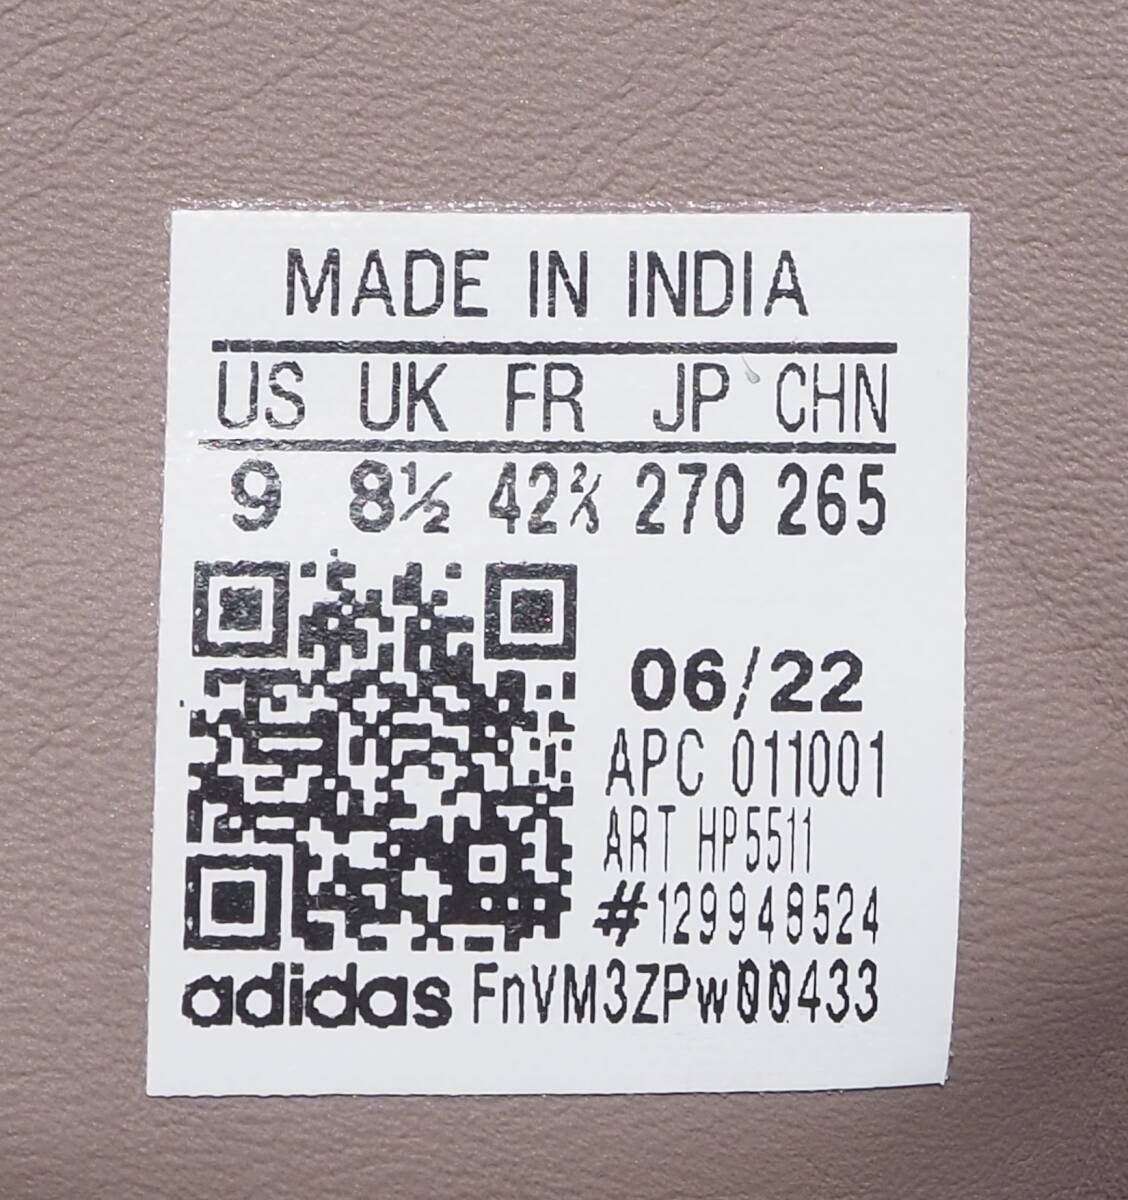 MADE IN INDIA
US UK FR JP CHN
9 8½ 42⅔ 270 265
06/22
APC 011001
ART HP5511
#129948524
adidas FnVM3ZPw00433